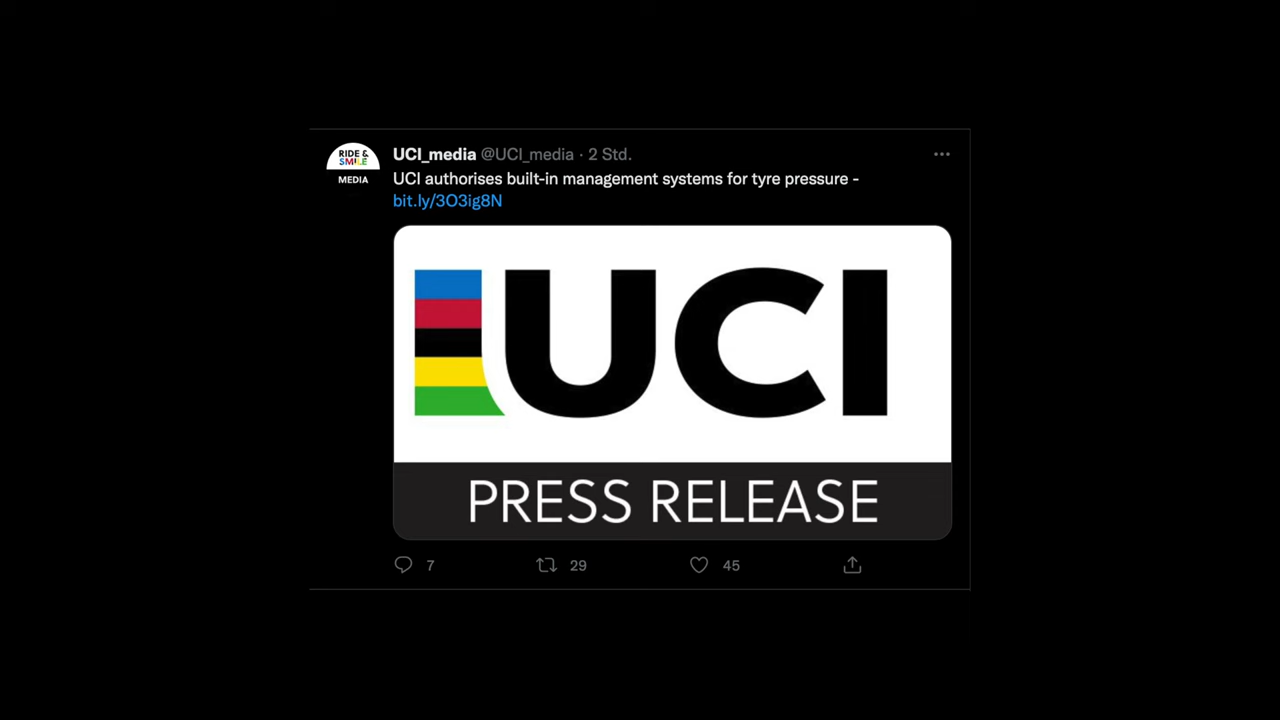 RIDE &
SMILE
MEDIA
UCI_media @UCI_media · 2 Std.
UCI authorises built-in management systems for tyre pressure -
bit.ly/3O3ig8N
UCI
PRESS RELEASE
7 29 45